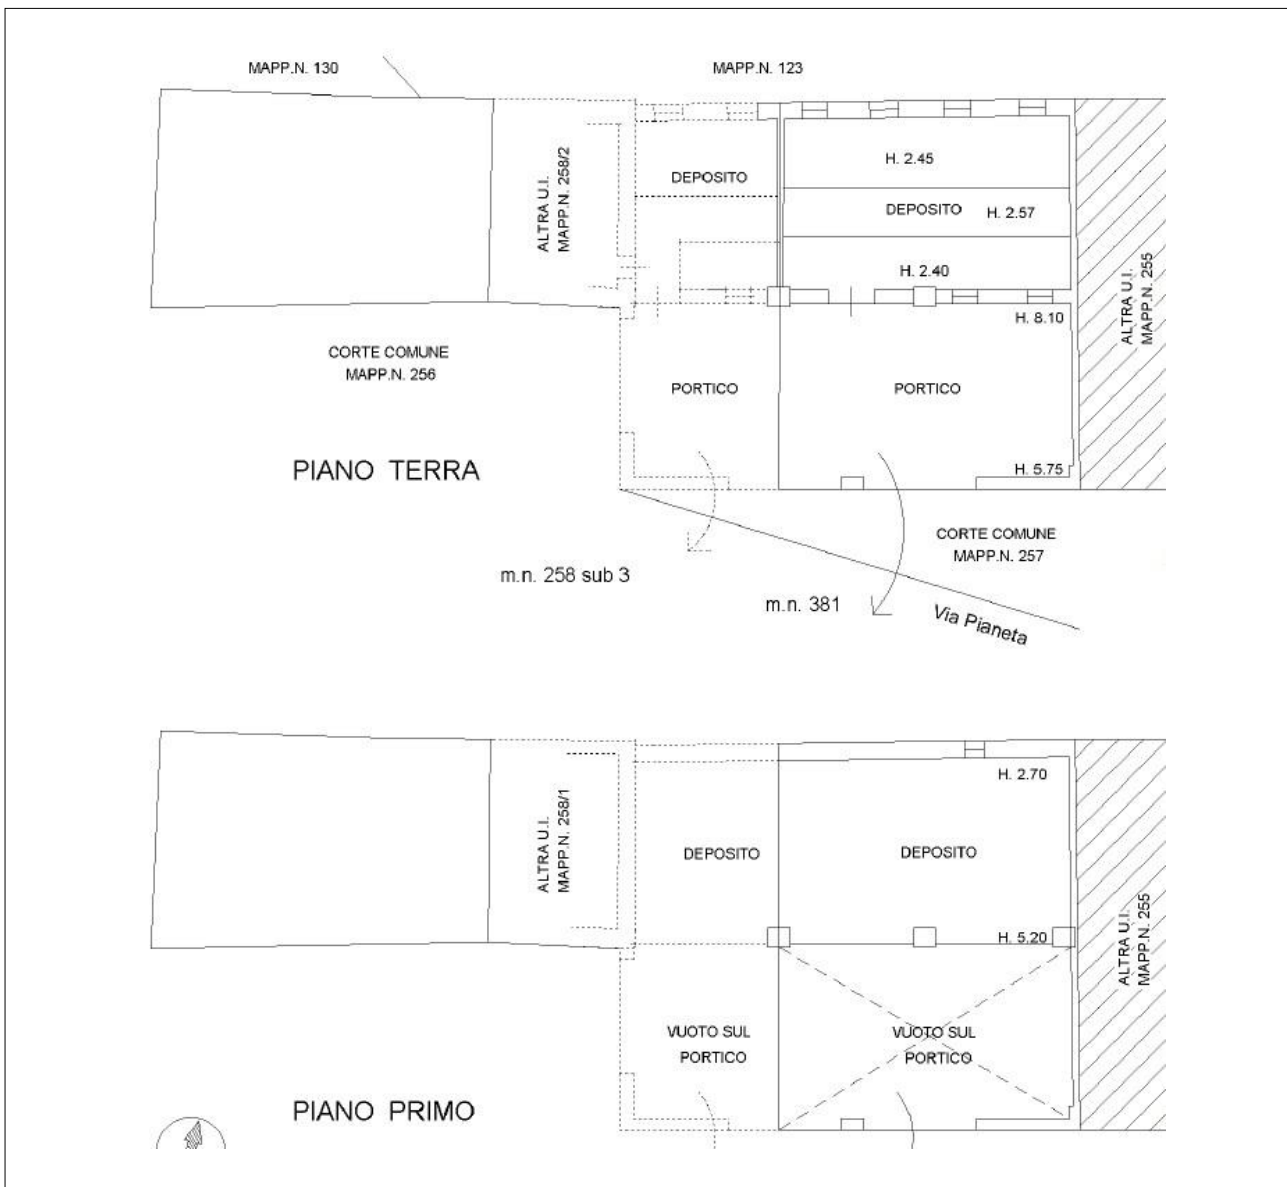 MAPP.N. 130
MAPP.N. 123
ALTRA U.I.
MAPP.N. 258/2
DEPOSITO
H. 2.45
DEPOSITO
H. 2.57
H. 2.40
ALTRA U.I.
MAPP.N. 255
H. 8.10
CORTE COMUNE
MAPP.N. 256
PORTICO
PORTICO
PIANO TERRA
H. 5.75
CORTE COMUNE
MAPP.N. 257
m.n. 258 sub 3
m.n. 381
Via Pianeta
H. 2.70
ALTRA U.I.
MAPP.N. 258/1
DEPOSITO
DEPOSITO
H. 5.20
ALTRA U.I.
MAPP.N. 255
VUOTO SUL
PORTICO
VUOTO SUL
PORTICO
PIANO PRIMO